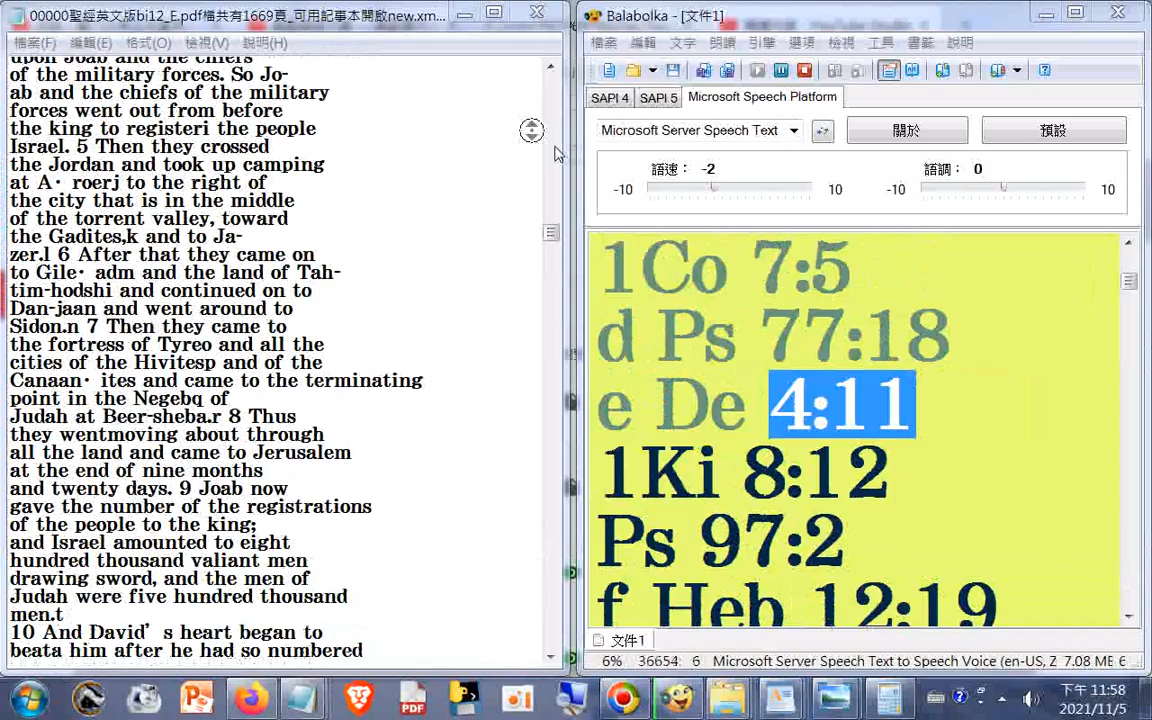 00000聖經英文版bi12_E.pdf檔共有1669頁_可用記事本開啟new.xm...
檔案(F) 編輯(E) 格式(O) 檢視(V) 說明(H)
upon Joab and the chiefs
of the military forces. So Jo-
ab and the chiefs of the military
forces went out from before
the king to registeri the people
Israel. 5 Then they crossed
the Jordan and took up camping
at A· roerj to the right of
the city that is in the middle
of the torrent valley, toward
the Gadites,k and to Ja-
zer.l 6 After that they came on
to Gile· adm and the land of Tah-
tim-hodshi and continued on to
Dan-jaan and went around to
Sidon.n 7 Then they came to
the fortress of Tyreo and all the
cities of the Hivitesp and of the
Canaan· ites and came to the terminating
point in the Negebq of
Judah at Beer-sheba.r 8 Thus
they wentmoving about through
all the land and came to Jerusalem
at the end of nine months
and twenty days. 9 Joab now
gave the number of the registrations
of the people to the king;
and Israel amounted to eight
hundred thousand valiant men
drawing sword, and the men of
Judah were five hundred thousand
men.t
10 And David’s heart began to
beata him after he had so numbered
Balabolka - [文件1]
檔案 編輯 文字 朗讀 引擎 選項 檢視 工具 書籤 說明
SAPI 4 SAPI 5 Microsoft Speech Platform
Microsoft Server Speech Text 關於 預設
語速: -2 語調: 0
-10 10 -10 10
1Co 7:5
d Ps 77:18
e De 4:11
1Ki 8:12
Ps 97:2
f Heb 12:19
文件1
6% 36654: 6 Microsoft Server Speech Text to Speech Voice (en-US, Z 7.08 ME 6
下午 11:58
2021/11/5